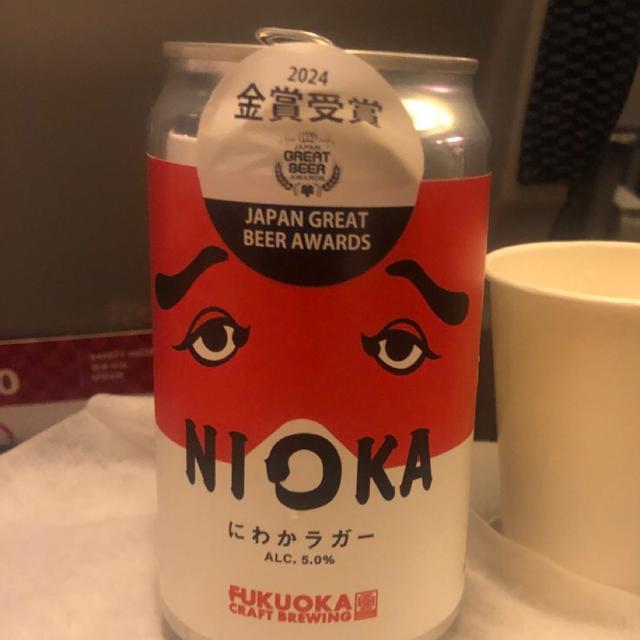 2024
金賞受賞
JAPAN
GREAT
BEER
AWARDS
JAPAN GREAT
BEER AWARDS
NIOKA
にわかラガー
ALC. 5.0%
FUKUOKA
CRAFT BREWING
0